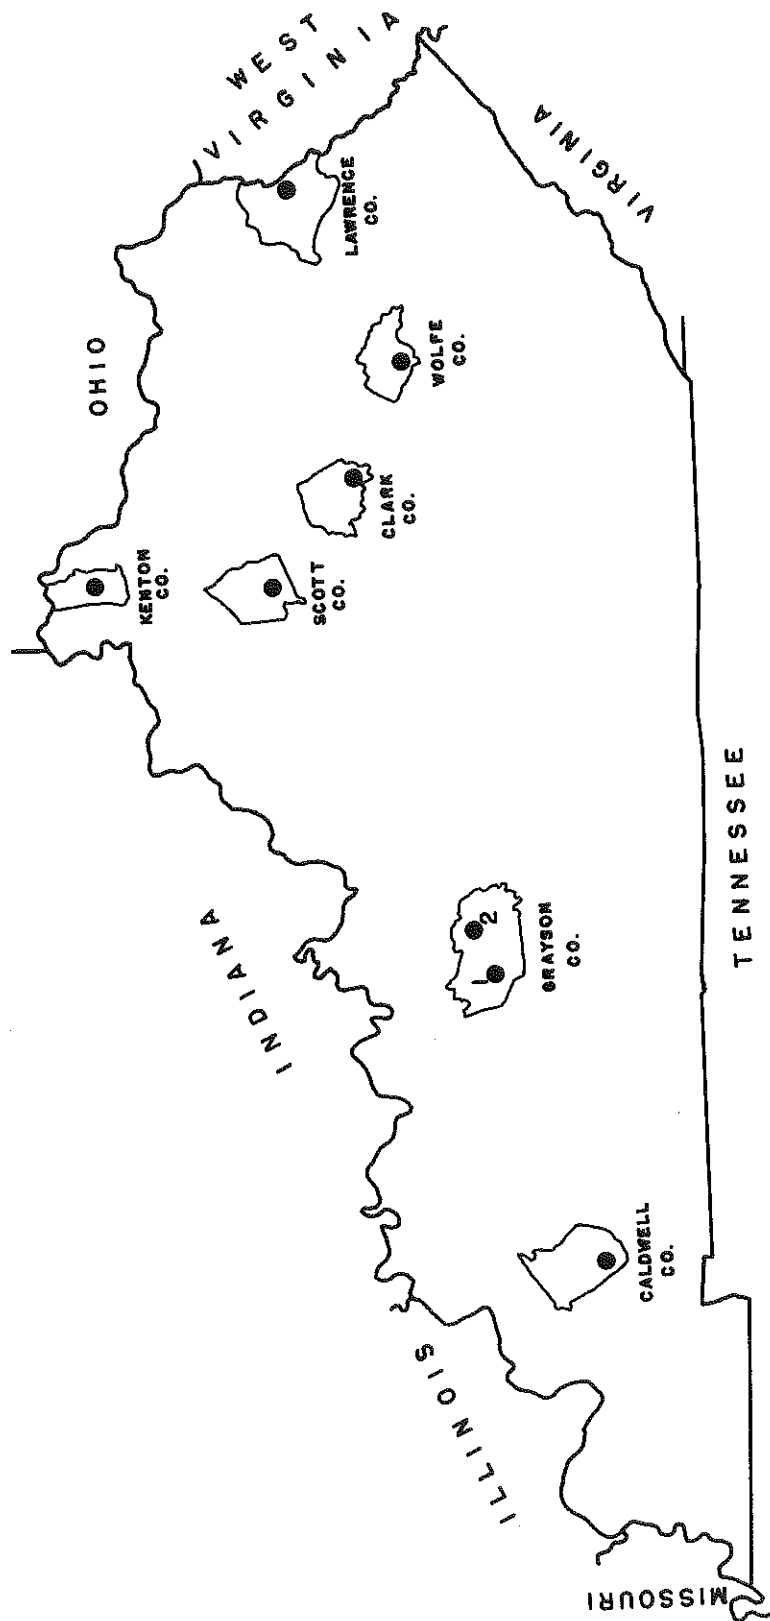 WEST
VIRGINIA
OHIO
KENTON
CO.
LAWRENCE
CO.
SCOTT
CO.
CLARK
CO.
WOLFE
CO.
VIRGINIA
INDIANA
1
2
GRAYSON
CO.
ILLINOIS
CALDWELL
CO.
TENNESSEE
MISSOURI